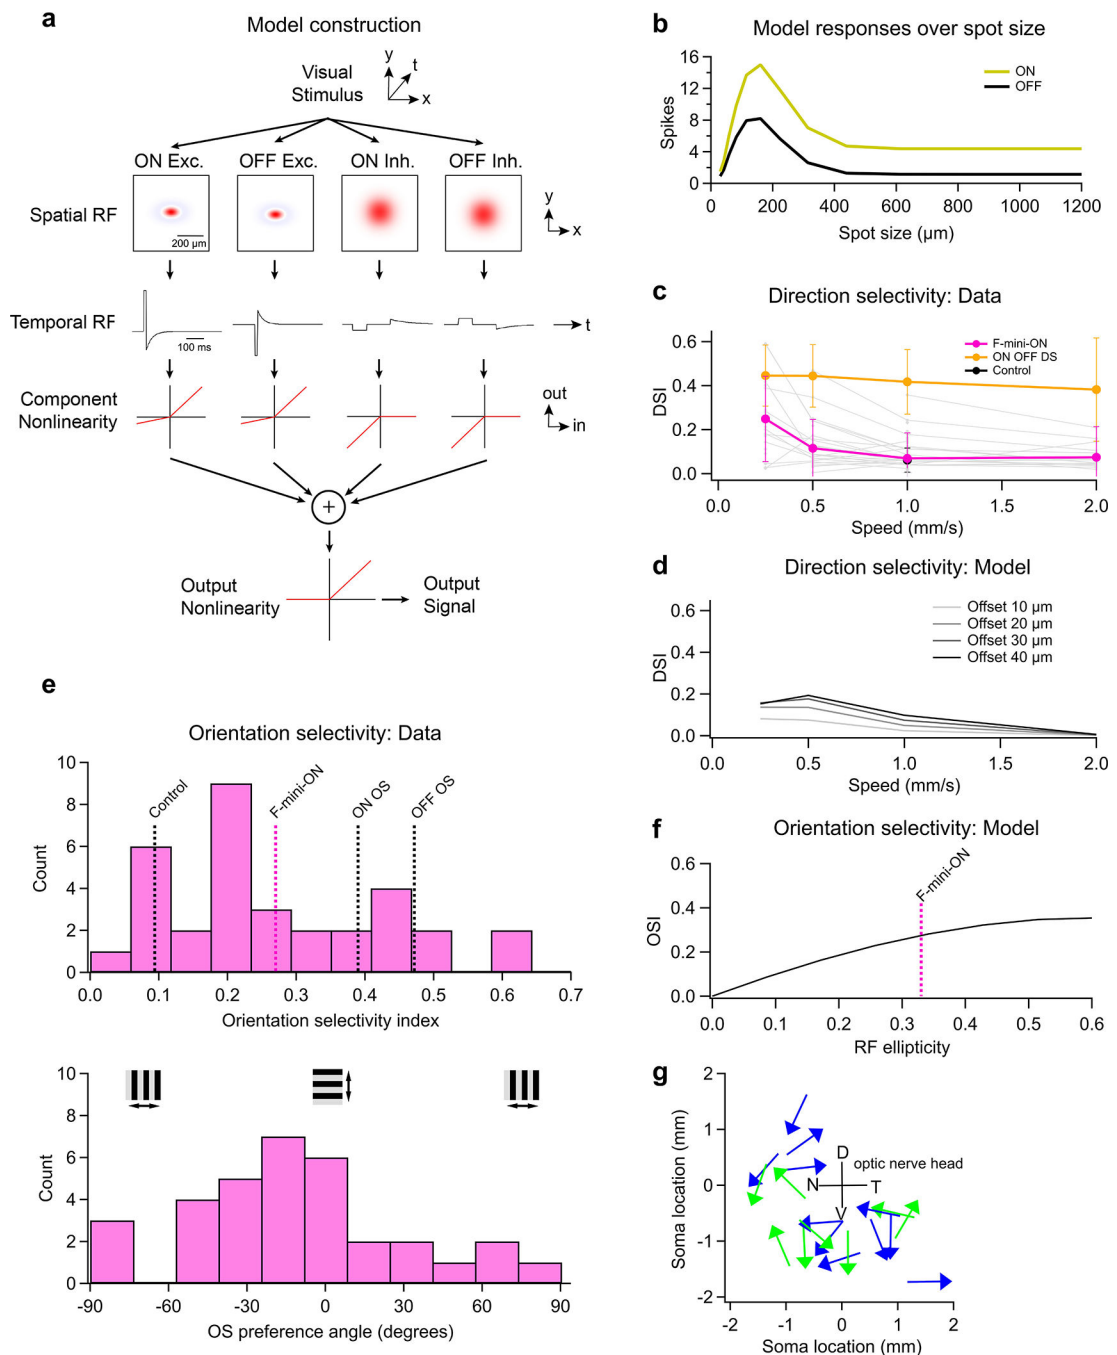 a
Model construction
Visual
Stimulus
y
t
x
ON Exc.
OFF Exc.
ON Inh.
OFF Inh.
Spatial RF
200 µm
y
x
Temporal RF
100 ms
t
Component
Nonlinearity
out
in
+
Output
Nonlinearity
Output
Signal
b
Model responses over spot size
16
12
8
4
0
Spikes
ON
OFF
0
200
400
600
800
1000
1200
Spot size (µm)
c
Direction selectivity: Data
0.6
0.4
0.2
0.0
DSI
F-mini-ON
ON OFF DS
Control
0.0
0.5
1.0
1.5
2.0
Speed (mm/s)
d
Direction selectivity: Model
0.6
0.4
0.2
0.0
DSI
Offset 10 µm
Offset 20 µm
Offset 30 µm
Offset 40 µm
0.0
0.5
1.0
1.5
2.0
Speed (mm/s)
e
Orientation selectivity: Data
10
8
6
4
2
0
Count
Control
F-mini-ON
ON OS
OFF OS
0.0
0.1
0.2
0.3
0.4
0.5
0.6
0.7
Orientation selectivity index
10
8
6
4
2
0
Count
-90
-60
-30
0
30
60
90
OS preference angle (degrees)
f
Orientation selectivity: Model
0.6
0.4
0.2
0.0
OSI
F-mini-ON
0.0
0.1
0.2
0.3
0.4
0.5
0.6
RF ellipticity
g
2
1
0
-1
-2
Soma location (mm)
D
optic nerve head
N
T
V
-2
-1
0
1
2
Soma location (mm)